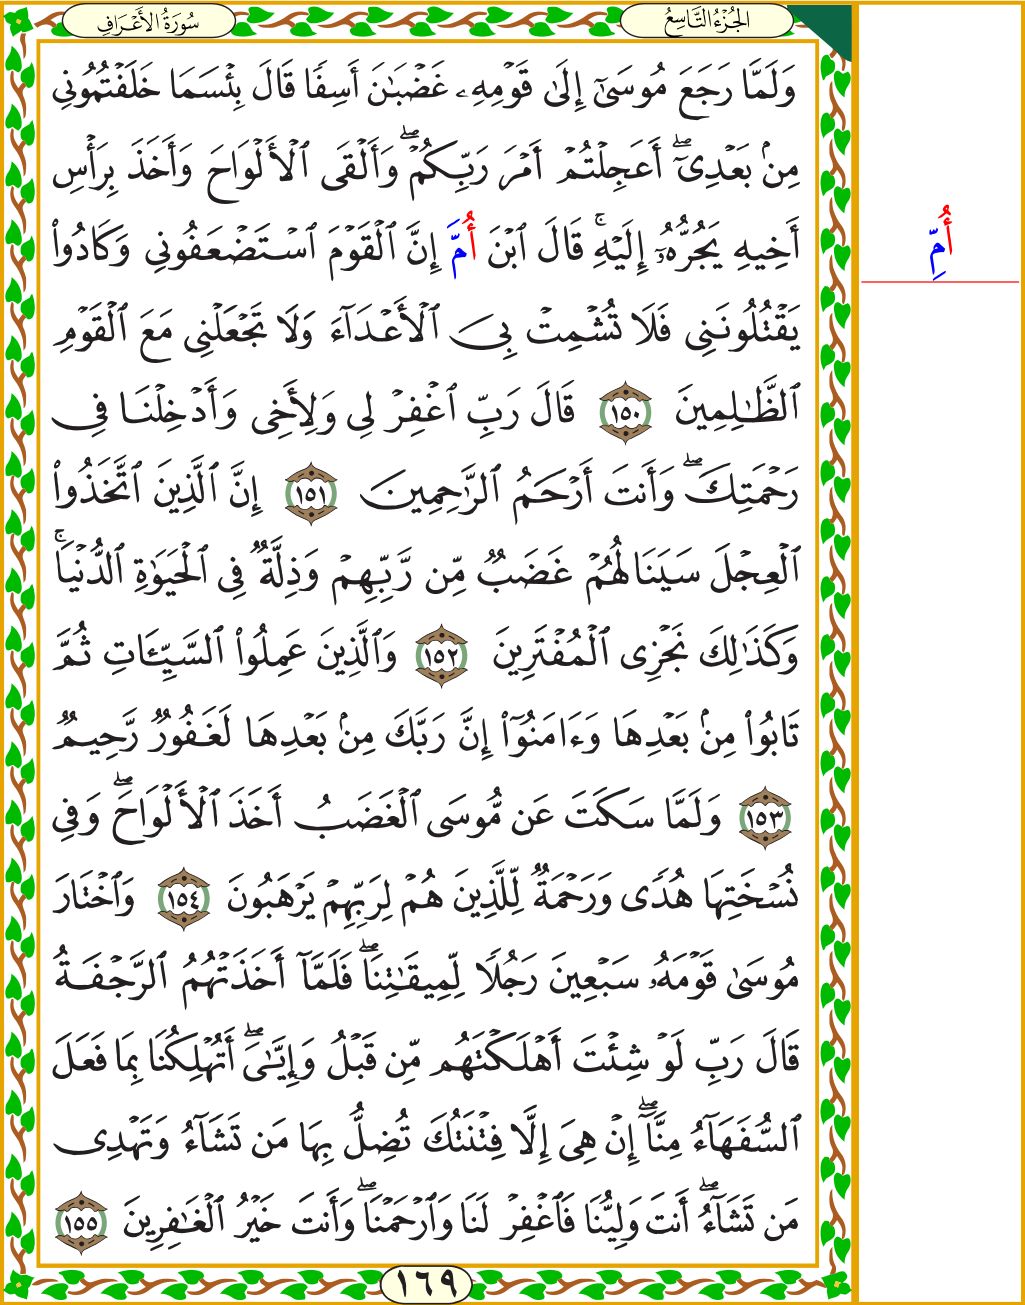 سُورَةُ الأَعْرَافِ
الجُزْءُ التَّاسِعُ
وَلَمَّا رَجَعَ مُوسَىٰٓ إِلَىٰ قَوْمِهِۦ غَضْبَٰنَ أَسِفًا قَالَ بِئْسَمَا خَلَفْتُمُونِي
مِنۢ بَعْدِىٓۖ أَعَجِلْتُمْ أَمْرَ رَبِّكُمْۖ وَأَلْقَى ٱلْأَلْوَاحَ وَأَخَذَ بِرَأْسِ
أَخِيهِ يَجُرُّهُۥٓ إِلَيْهِۚ قَالَ ٱبْنَ أُمَّ إِنَّ ٱلْقَوْمَ ٱسْتَضْعَفُونِي وَكَادُوا۟
يَقْتُلُونَنِي فَلَا تُشْمِتْ بِىَ ٱلْأَعْدَآءَ وَلَا تَجْعَلْنِي مَعَ ٱلْقَوْمِ
ٱلظَّٰلِمِينَ ١٥٠ قَالَ رَبِّ ٱغْفِرْ لِي وَلِأَخِي وَأَدْخِلْنَا فِي
رَحْمَتِكَۖ وَأَنتَ أَرْحَمُ ٱلرَّٰحِمِينَ ١٥١ إِنَّ ٱلَّذِينَ ٱتَّخَذُوا۟
ٱلْعِجْلَ سَيَنَالُهُمْ غَضَبٌ مِّن رَّبِّهِمْ وَذِلَّةٌ فِي ٱلْحَيَوٰةِ ٱلدُّنْيَاۚ
وَكَذَٰلِكَ نَجْزِى ٱلْمُفْتَرِينَ ١٥٢ وَٱلَّذِينَ عَمِلُوا۟ ٱلسَّيِّـَٔاتِ ثُمَّ
تَابُوا۟ مِنۢ بَعْدِهَا وَءَامَنُوٓا۟ إِنَّ رَبَّكَ مِنۢ بَعْدِهَا لَغَفُورٌ رَّحِيمٌ
١٥٣ وَلَمَّا سَكَتَ عَن مُّوسَى ٱلْغَضَبُ أَخَذَ ٱلْأَلْوَاحَۖ وَفِي
نُسْخَتِهَا هُدًى وَرَحْمَةٌ لِّلَّذِينَ هُمْ لِرَبِّهِمْ يَرْهَبُونَ ١٥٤ وَٱخْتَارَ
مُوسَىٰ قَوْمَهُۥ سَبْعِينَ رَجُلًا لِّمِيقَٰتِنَاۖ فَلَمَّآ أَخَذَتْهُمُ ٱلرَّجْفَةُ
قَالَ رَبِّ لَوْ شِئْتَ أَهْلَكْتَهُم مِّن قَبْلُ وَإِيَّٰىَۖ أَتُهْلِكُنَا بِمَا فَعَلَ
ٱلسُّفَهَآءُ مِنَّآۖ إِنْ هِىَ إِلَّا فِتْنَتُكَ تُضِلُّ بِهَا مَن تَشَآءُ وَتَهْدِى
مَن تَشَآءُۖ أَنتَ وَلِيُّنَا فَٱغْفِرْ لَنَا وَٱرْحَمْنَاۖ وَأَنتَ خَيْرُ ٱلْغَٰفِرِينَ ١٥٥
١٦٩
أُمِّ